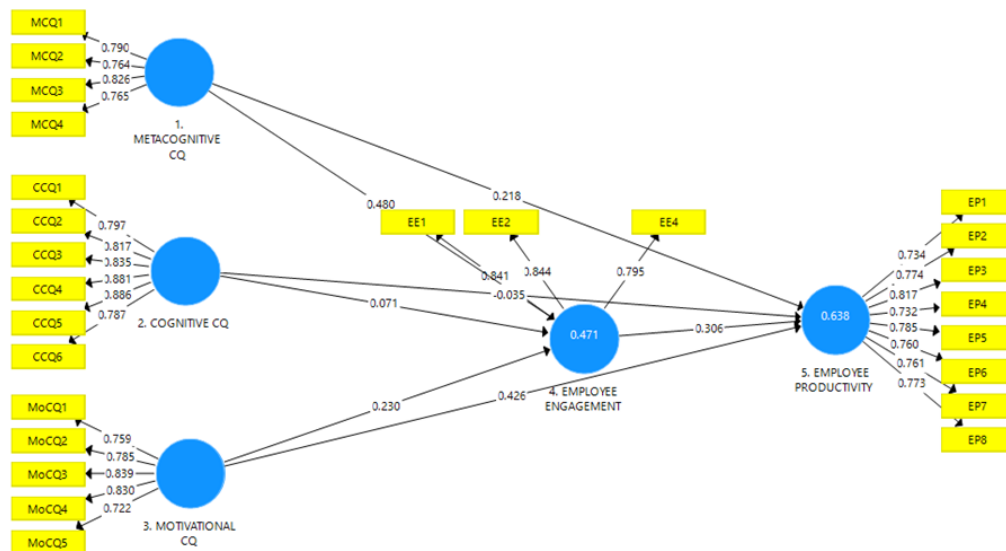 MCQ1
0.790
MCQ2
0.764
MCQ3
0.826
MCQ4
0.765
1.
METACOGNITIVE
CQ
0.218
0.480
CCQ1
0.797
CCQ2
0.817
CCQ3
0.835
CCQ4
0.881
CCQ5
0.886
CCQ6
0.787
2. COGNITIVE CQ
-0.035
0.071
EE1
0.841
EE2
0.844
EE4
0.795
0.471
4. EMPLOYEE
ENGAGEMENT
0.306
MoCQ1
0.759
MoCQ2
0.785
MoCQ3
0.839
MoCQ4
0.830
MoCQ5
0.722
3. MOTIVATIONAL
CQ
0.230
0.426
0.638
5. EMPLOYEE
PRODUCTIVITY
EP1
0.734
EP2
0.774
EP3
0.817
EP4
0.732
EP5
0.785
EP6
0.760
EP7
0.761
EP8
0.773